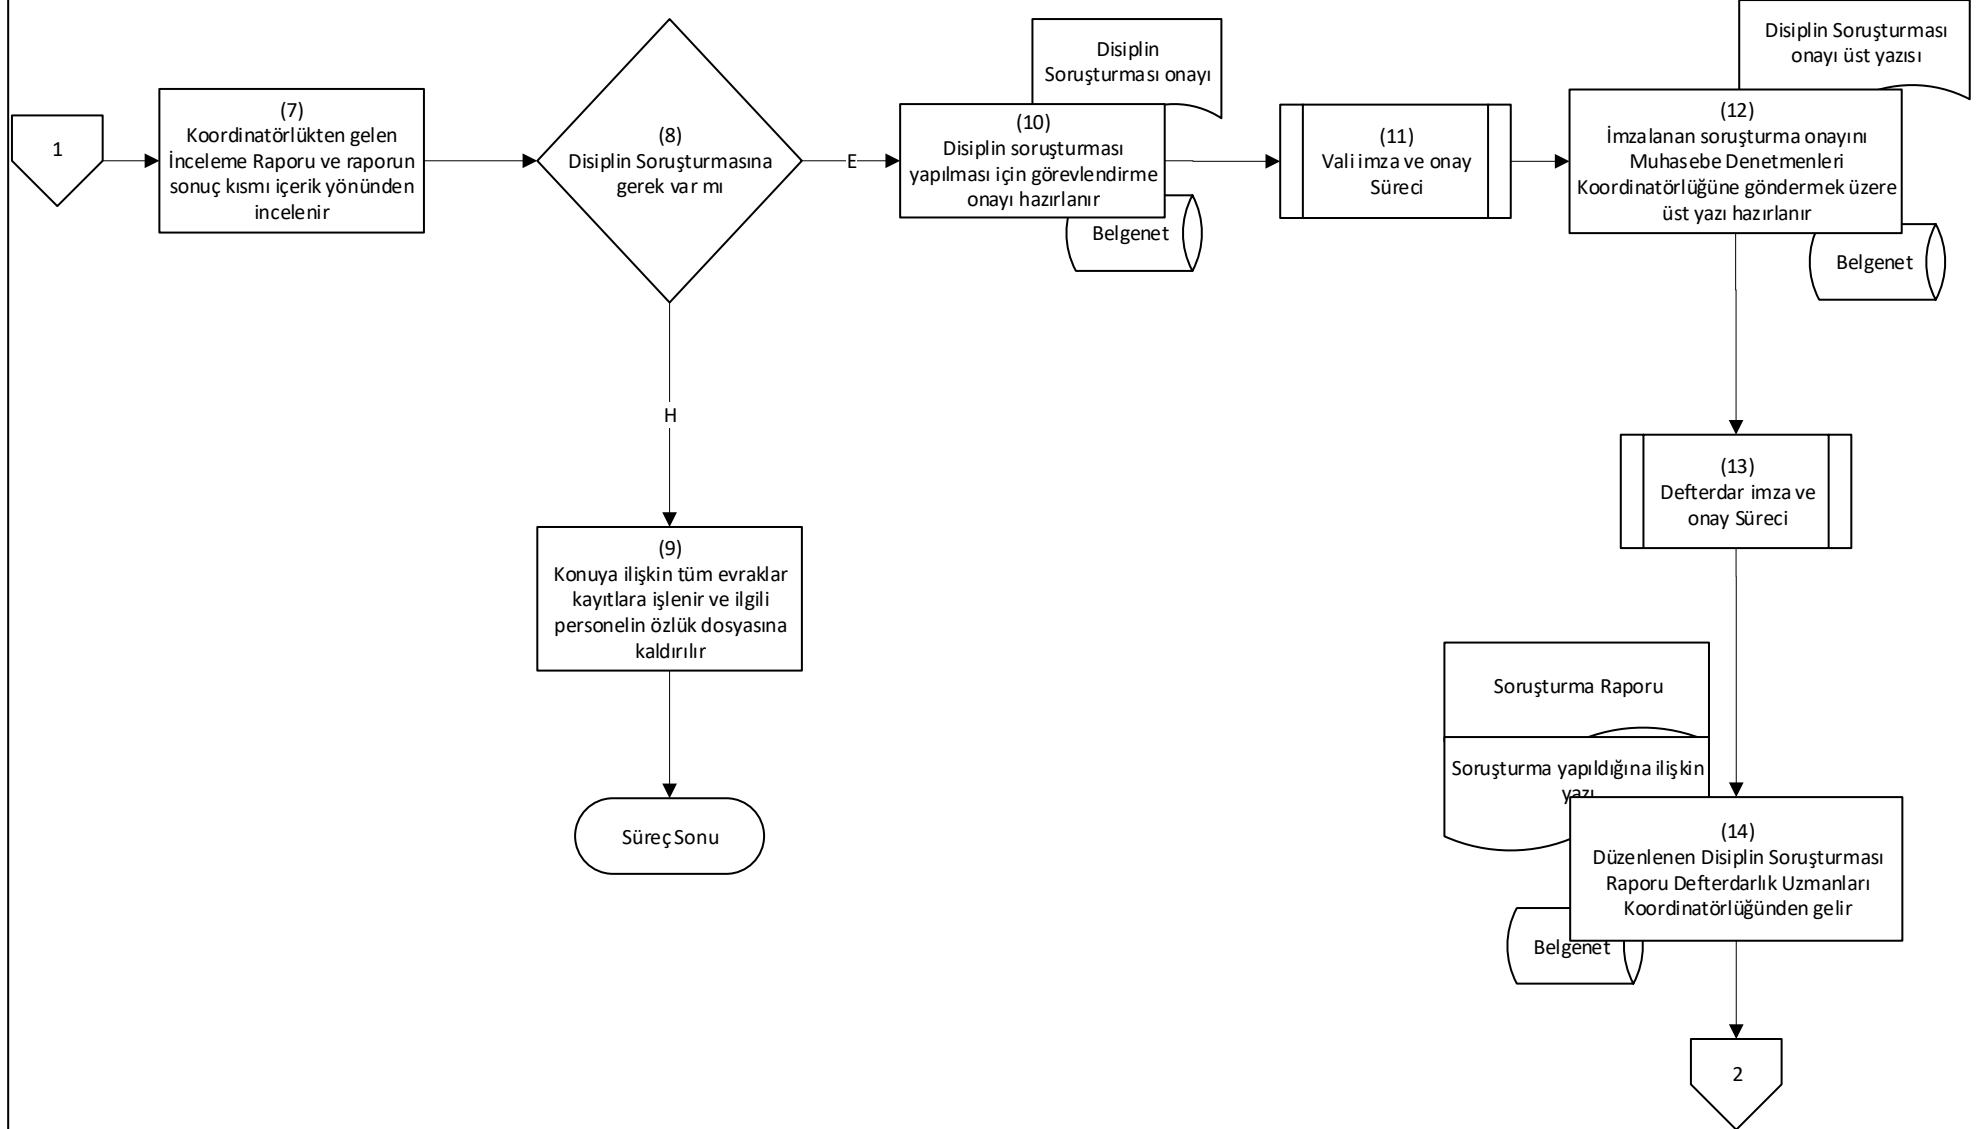 1
(7)
Koordinatörlükten gelen
İnceleme Raporu ve raporun
sonuç kısmı içerik yönünden
incelenir
(8)
Disiplin Soruşturmasına
gerek var mı
E
Disiplin
Soruşturması onayı
(10)
Disiplin soruşturması
yapılması için görevlendirme
onayı hazırlanır
Belgenet
(11)
Vali imza ve onay
Süreci
Disiplin Soruşturması
onayı üst yazısı
(12)
İmzalanan soruşturma onayını
Muhasebe Denetmenleri
Koordinatörlüğüne göndermek üzere
üst yazı hazırlanır
Belgenet
H
(9)
Konuya ilişkin tüm evraklar
kayıtlara işlenir ve ilgili
personelin özlük dosyasına
kaldırılır
Süreç Sonu
(13)
Defterdar imza ve
onay Süreci
Soruşturma Raporu
Soruşturma yapıldığına ilişkin
yazı
(14)
Düzenlenen Disiplin Soruşturması
Raporu Defterdarlık Uzmanları
Koordinatörlüğünden gelir
Belgenet
2